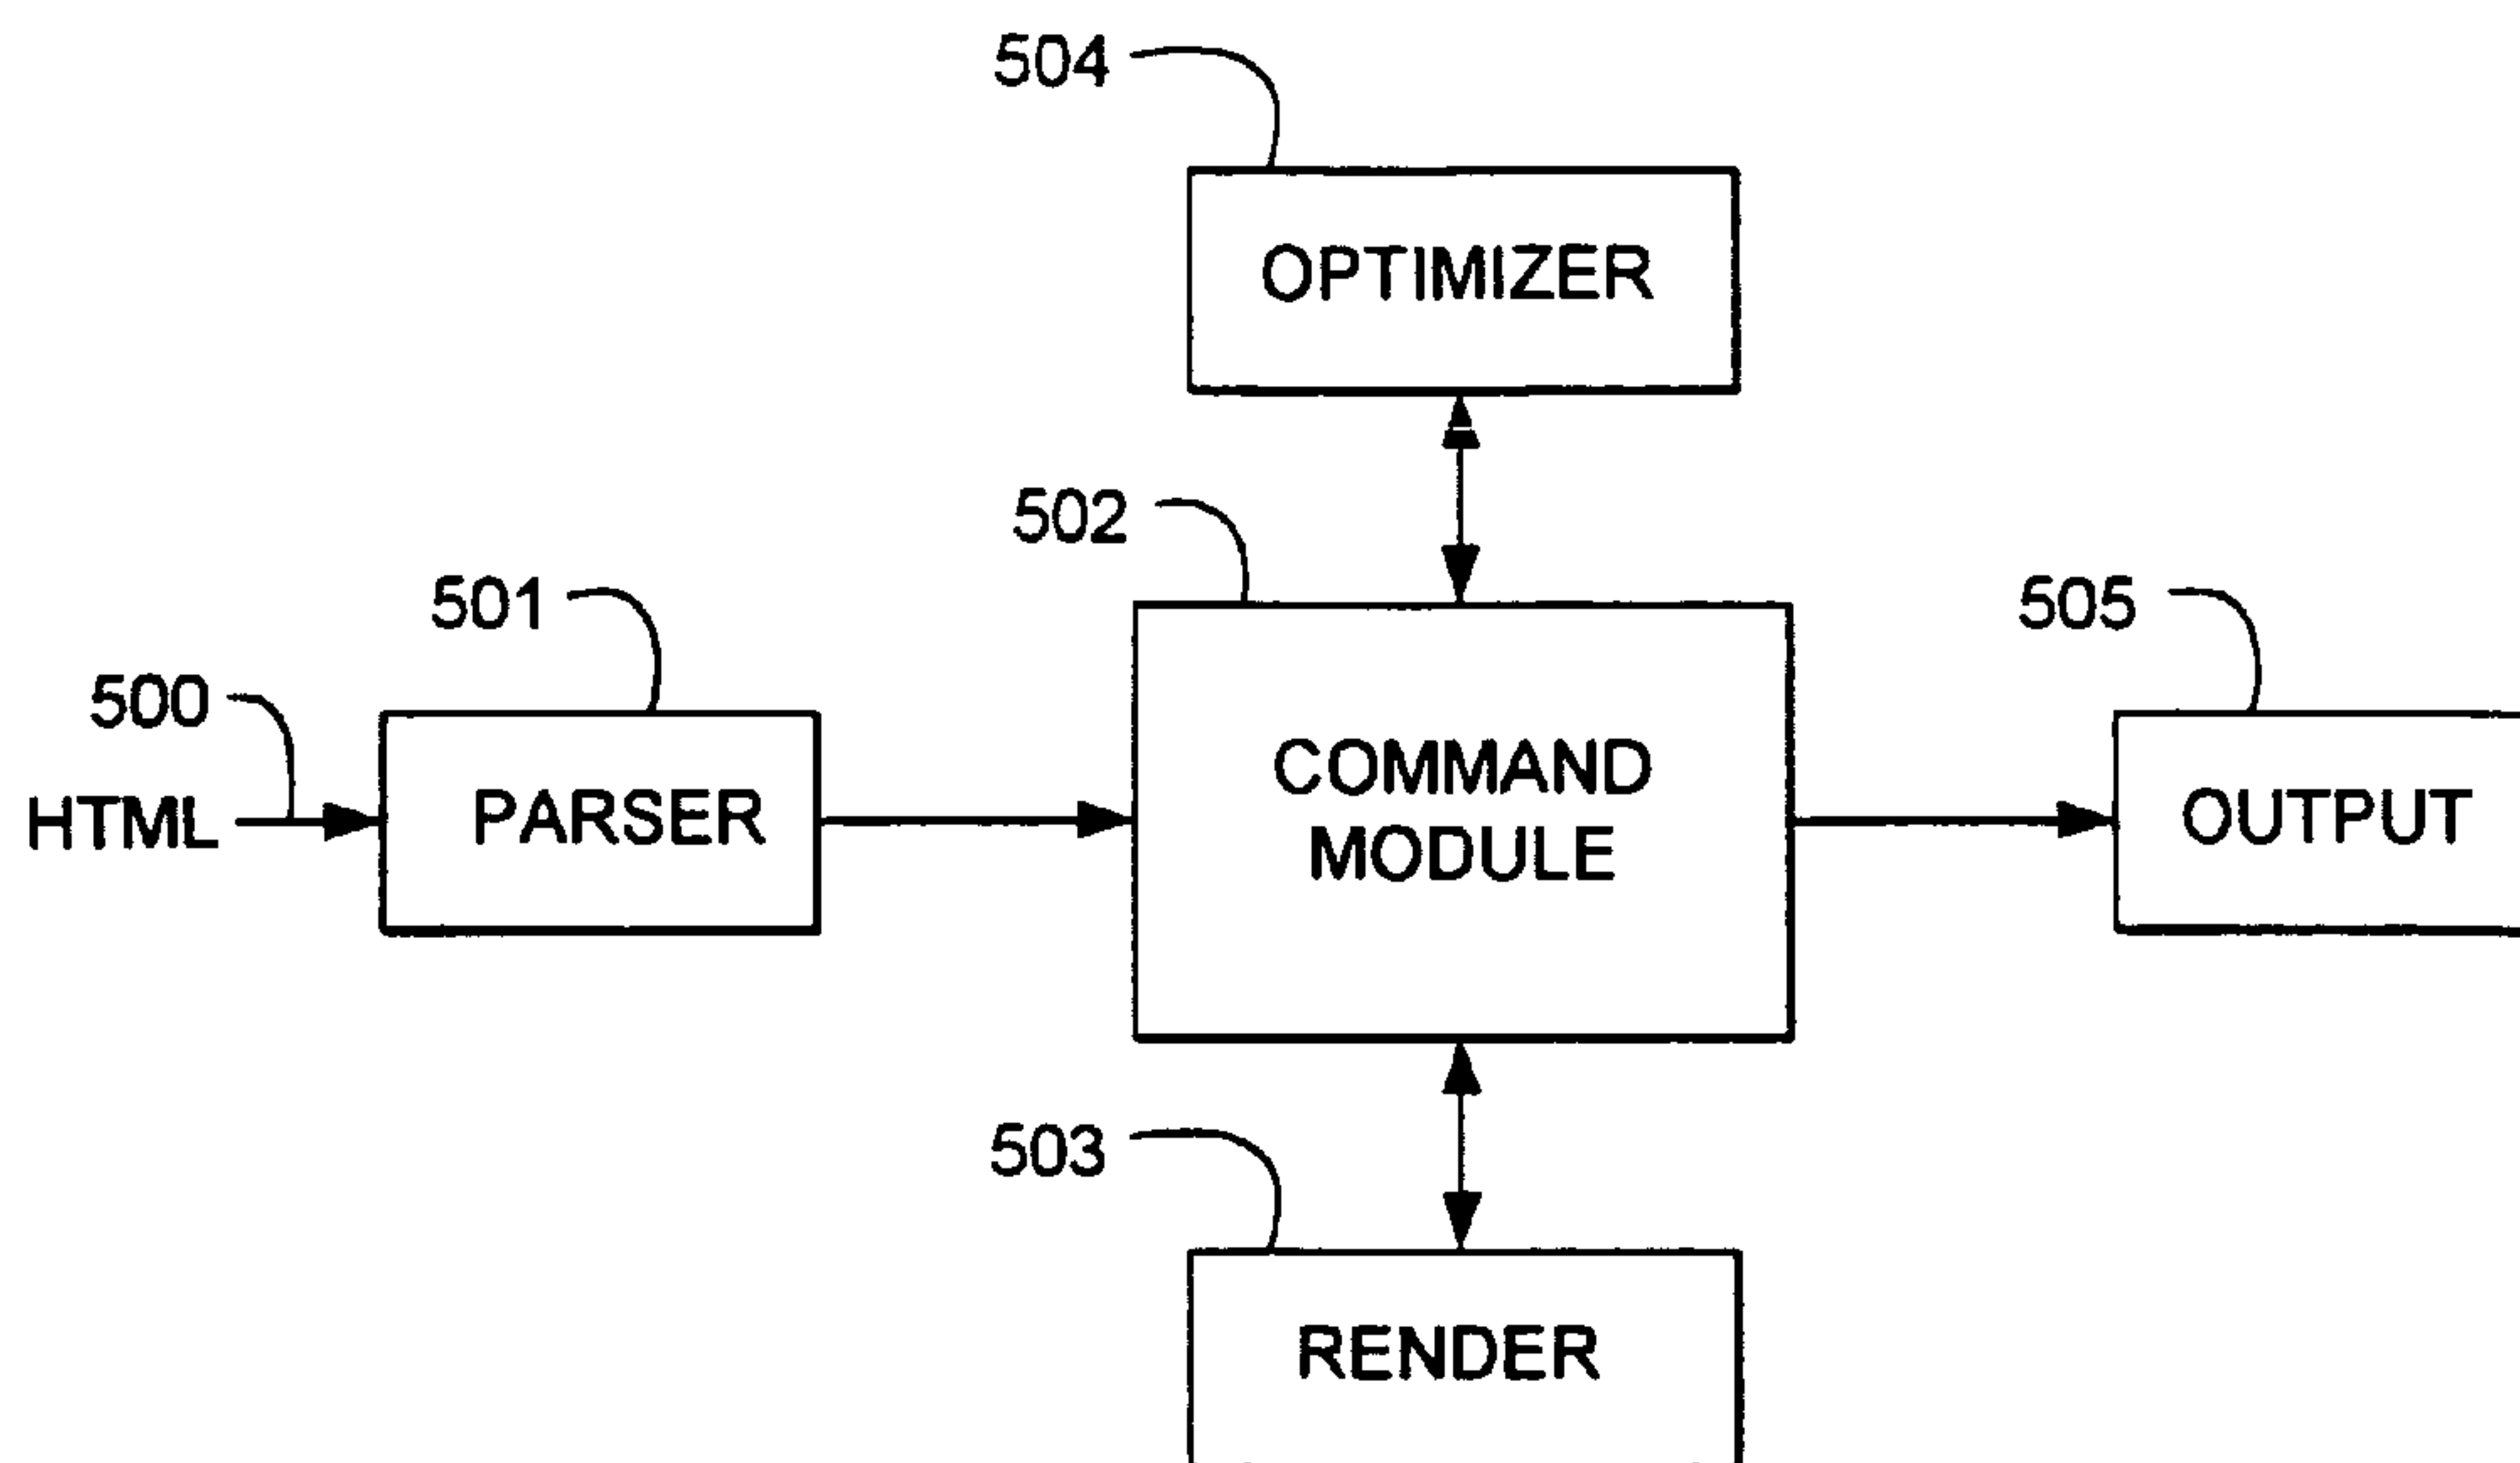 504
OPTIMIZER
502
501
505
500
COMMAND
MODULE
HTML
PARSER
OUTPUT
503
RENDER